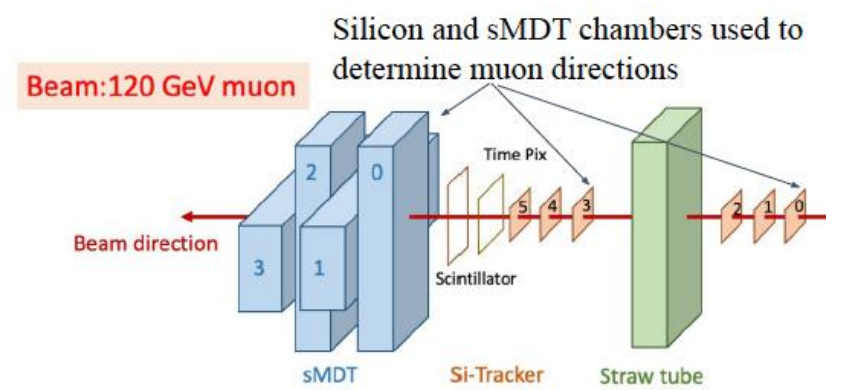 Silicon and sMDT chambers used to
determine muon directions
Beam:120 GeV muon
Time Pix
2
0
5
4
3
2
1
0
Beam direction
3
1
Scintillator
sMDT
Si-Tracker
Straw tube